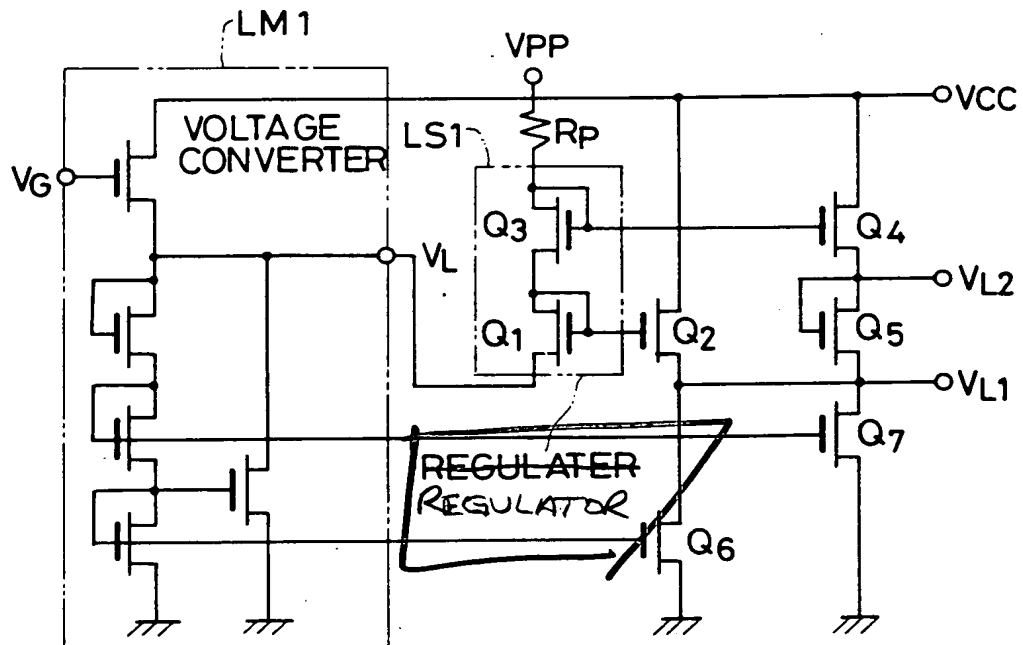 LM1
VPP
VCC
VOLTAGE
CONVERTER
LS1
RP
VG
Q3
Q4
VL
VL2
Q1
Q2
Q5
VL1
Q7
REGULATER
REGULATOR
Q6